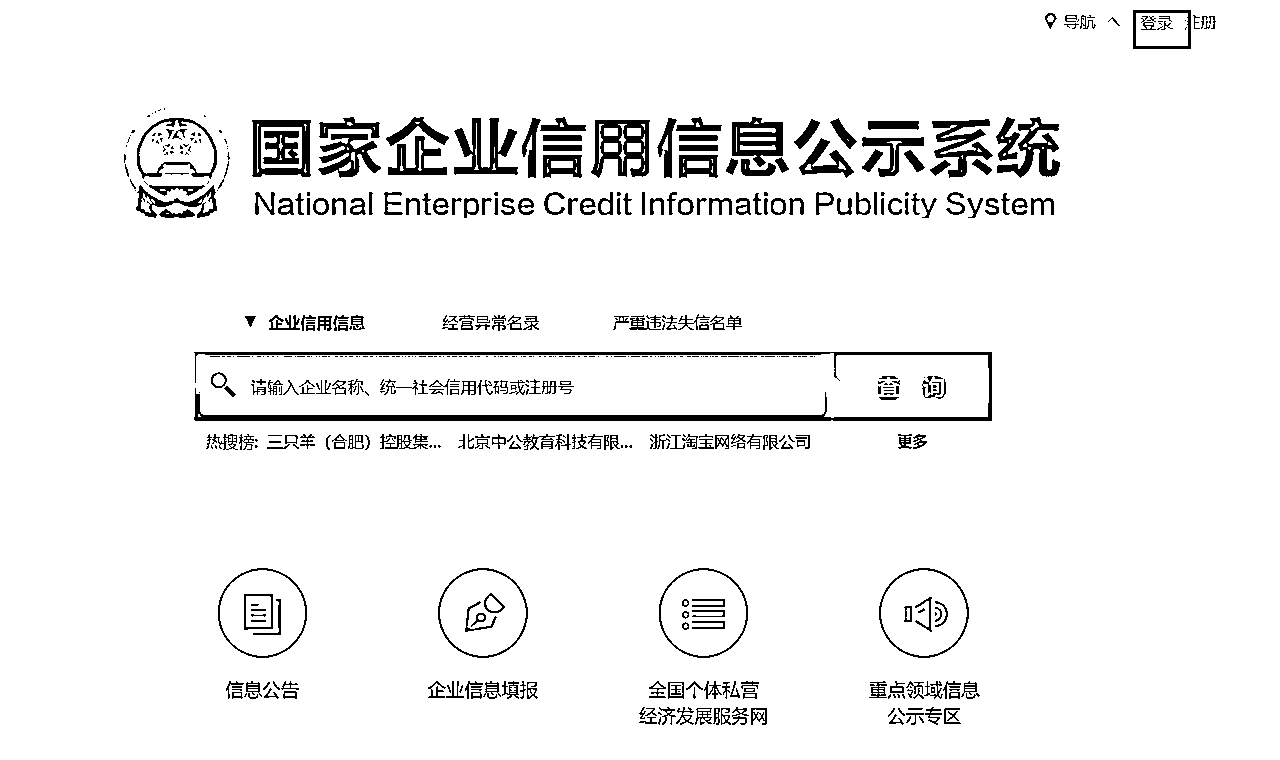 导航 登录 注册
国家企业信用信息公示系统
National Enterprise Credit Information Publicity System
企业信用信息 经营异常名录 严重违法失信名单
请输入企业名称、统一社会信用代码或注册号 查询
热搜榜: 三只羊（合肥）控股集... 北京中公教育科技有限... 浙江淘宝网络有限公司 更多
信息公告 企业信息填报 全国个体私营 重点领域信息
经济发展服务网 公示专区